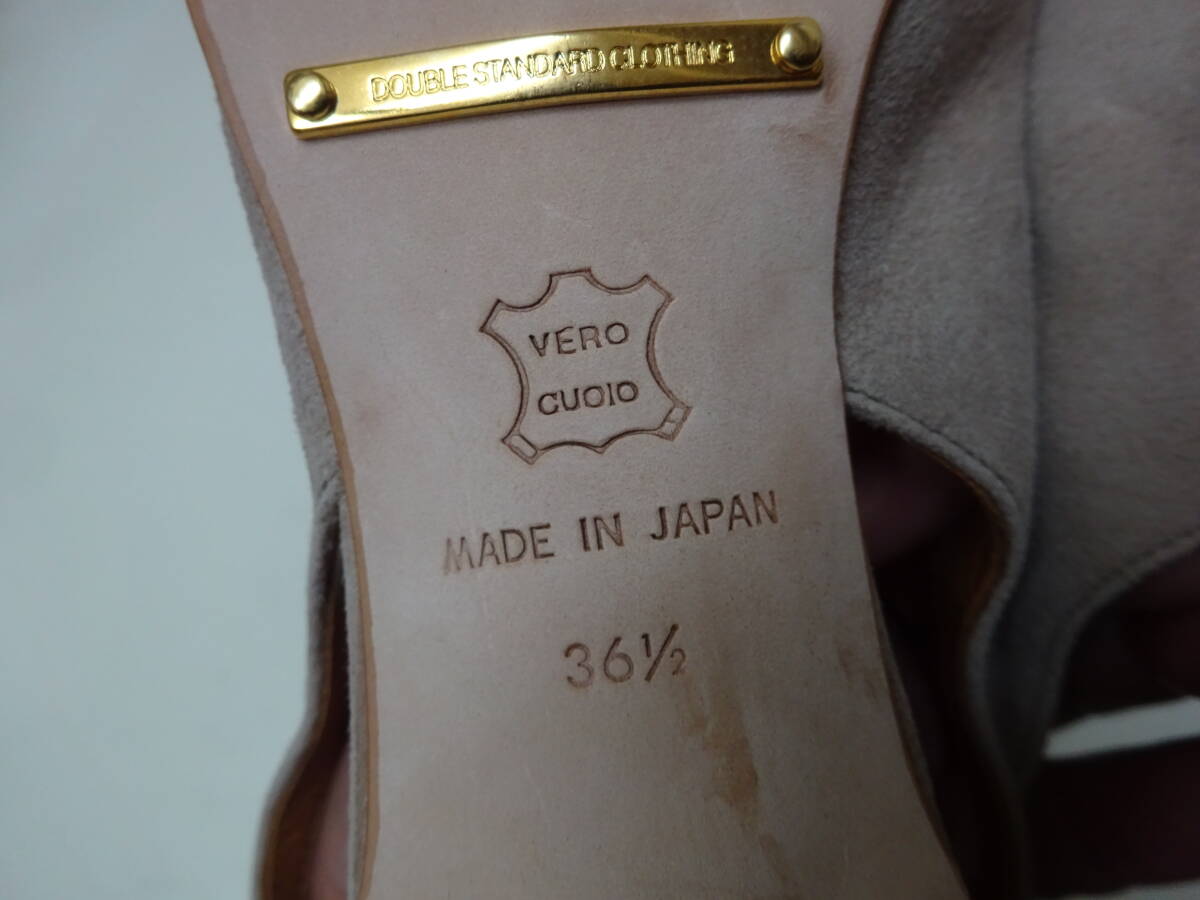 DOUBLE STANDARD CLOTHING
VERO
CUOIO
MADE IN JAPAN
36½